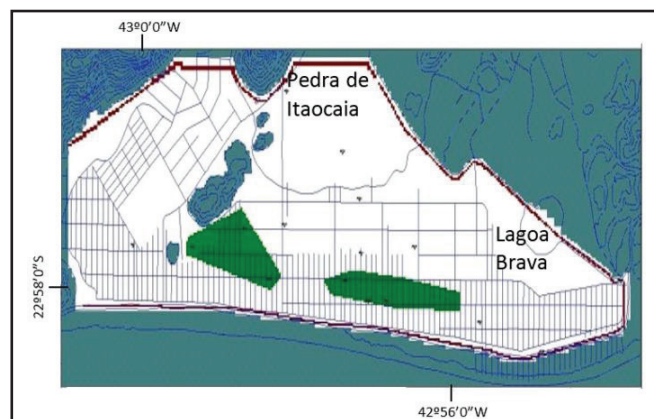 43º0'0"W
Pedra de
Itaocaia
Lagoa
Brava
22º58'0"S
42º56'0"W